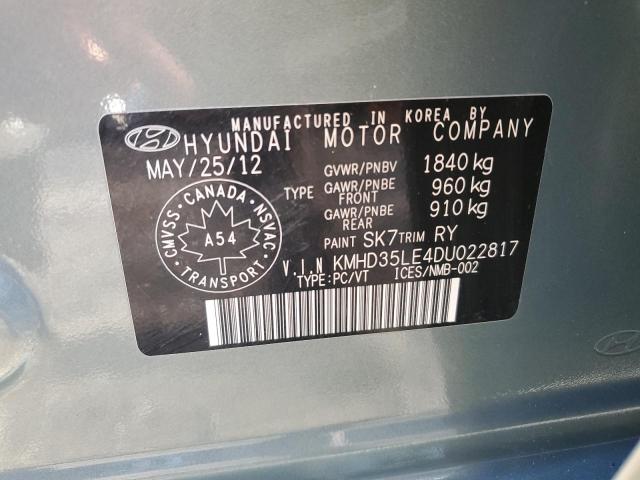 MANUFACTURED IN KOREA BY
HYUNDAI MOTOR COMPANY
MAY/25/12
GVWR/PNBV 1840 kg
TYPE
GAWR/PNBE FRONT 960 kg
GAWR/PNBE REAR 910 kg
PAINT SK7 TRIM RY
V.I.N KMHD35LE4DU022817
TYPE:PC/VT ICES/NMB-002
CMVSS • CANADA • NSVAC
A54
TRANSPORT